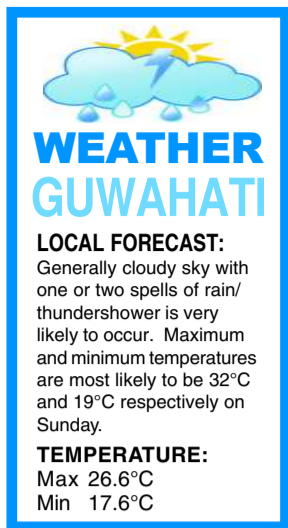 WEATHER
GUWAHATI
LOCAL FORECAST:
Generally cloudy sky with
one or two spells of rain/
thundershower is very
likely to occur. Maximum
and minimum temperatures
are most likely to be 32°C
and 19°C respectively on
Sunday.
TEMPERATURE:
Max 26.6°C
Min 17.6°C